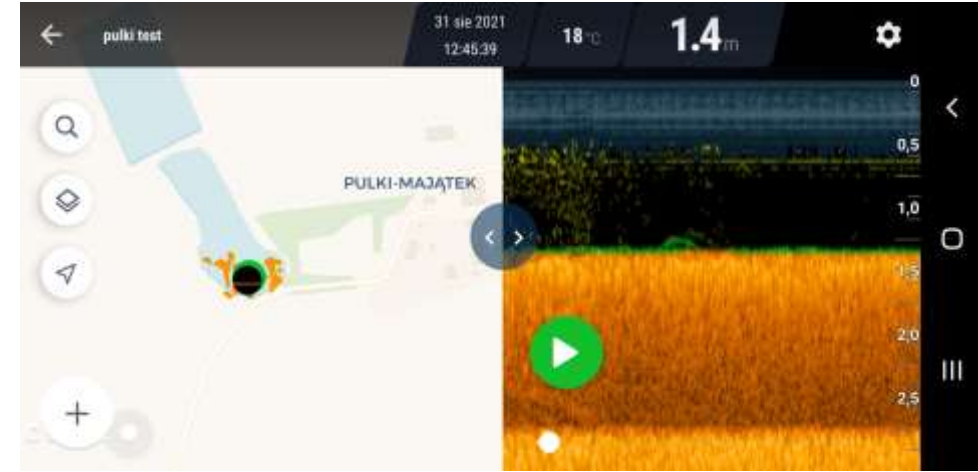 pulki test
31 sie 2021
12:45:39
18 °C
1.4 m
PULKI-MAJĄTEK
0
0,5
1,0
1,5
2,0
2,5